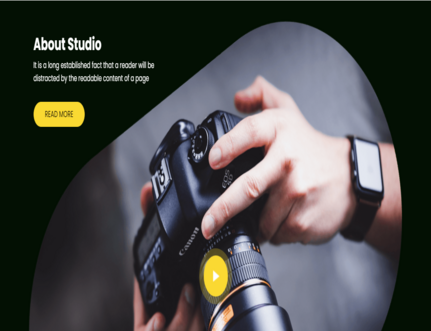 About Studio
It is a long established fact that a reader will be
distracted by the readable content of a page
READ MORE
Canon
EOS